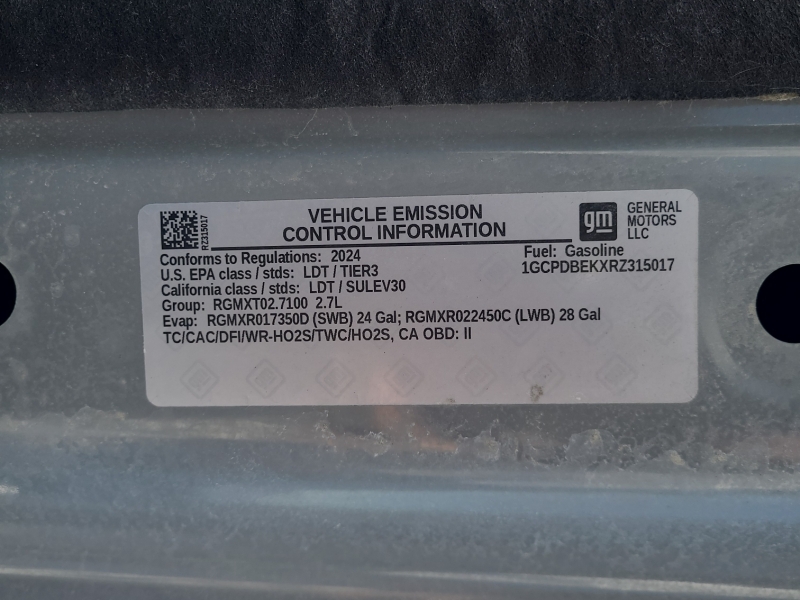 RZ315017
VEHICLE EMISSION
CONTROL INFORMATION
gm
GENERAL
MOTORS
LLC
Conforms to Regulations: 2024
Fuel: Gasoline
U.S. EPA class / stds: LDT / TIER3
1GCPDBEKXRZ315017
California class / stds: LDT / SULEV30
Group: RGMXT02.7100 2.7L
Evap: RGMXR017350D (SWB) 24 Gal; RGMXR022450C (LWB) 28 Gal
TC/CAC/DFI/WR-HO2S/TWC/HO2S, CA OBD: II